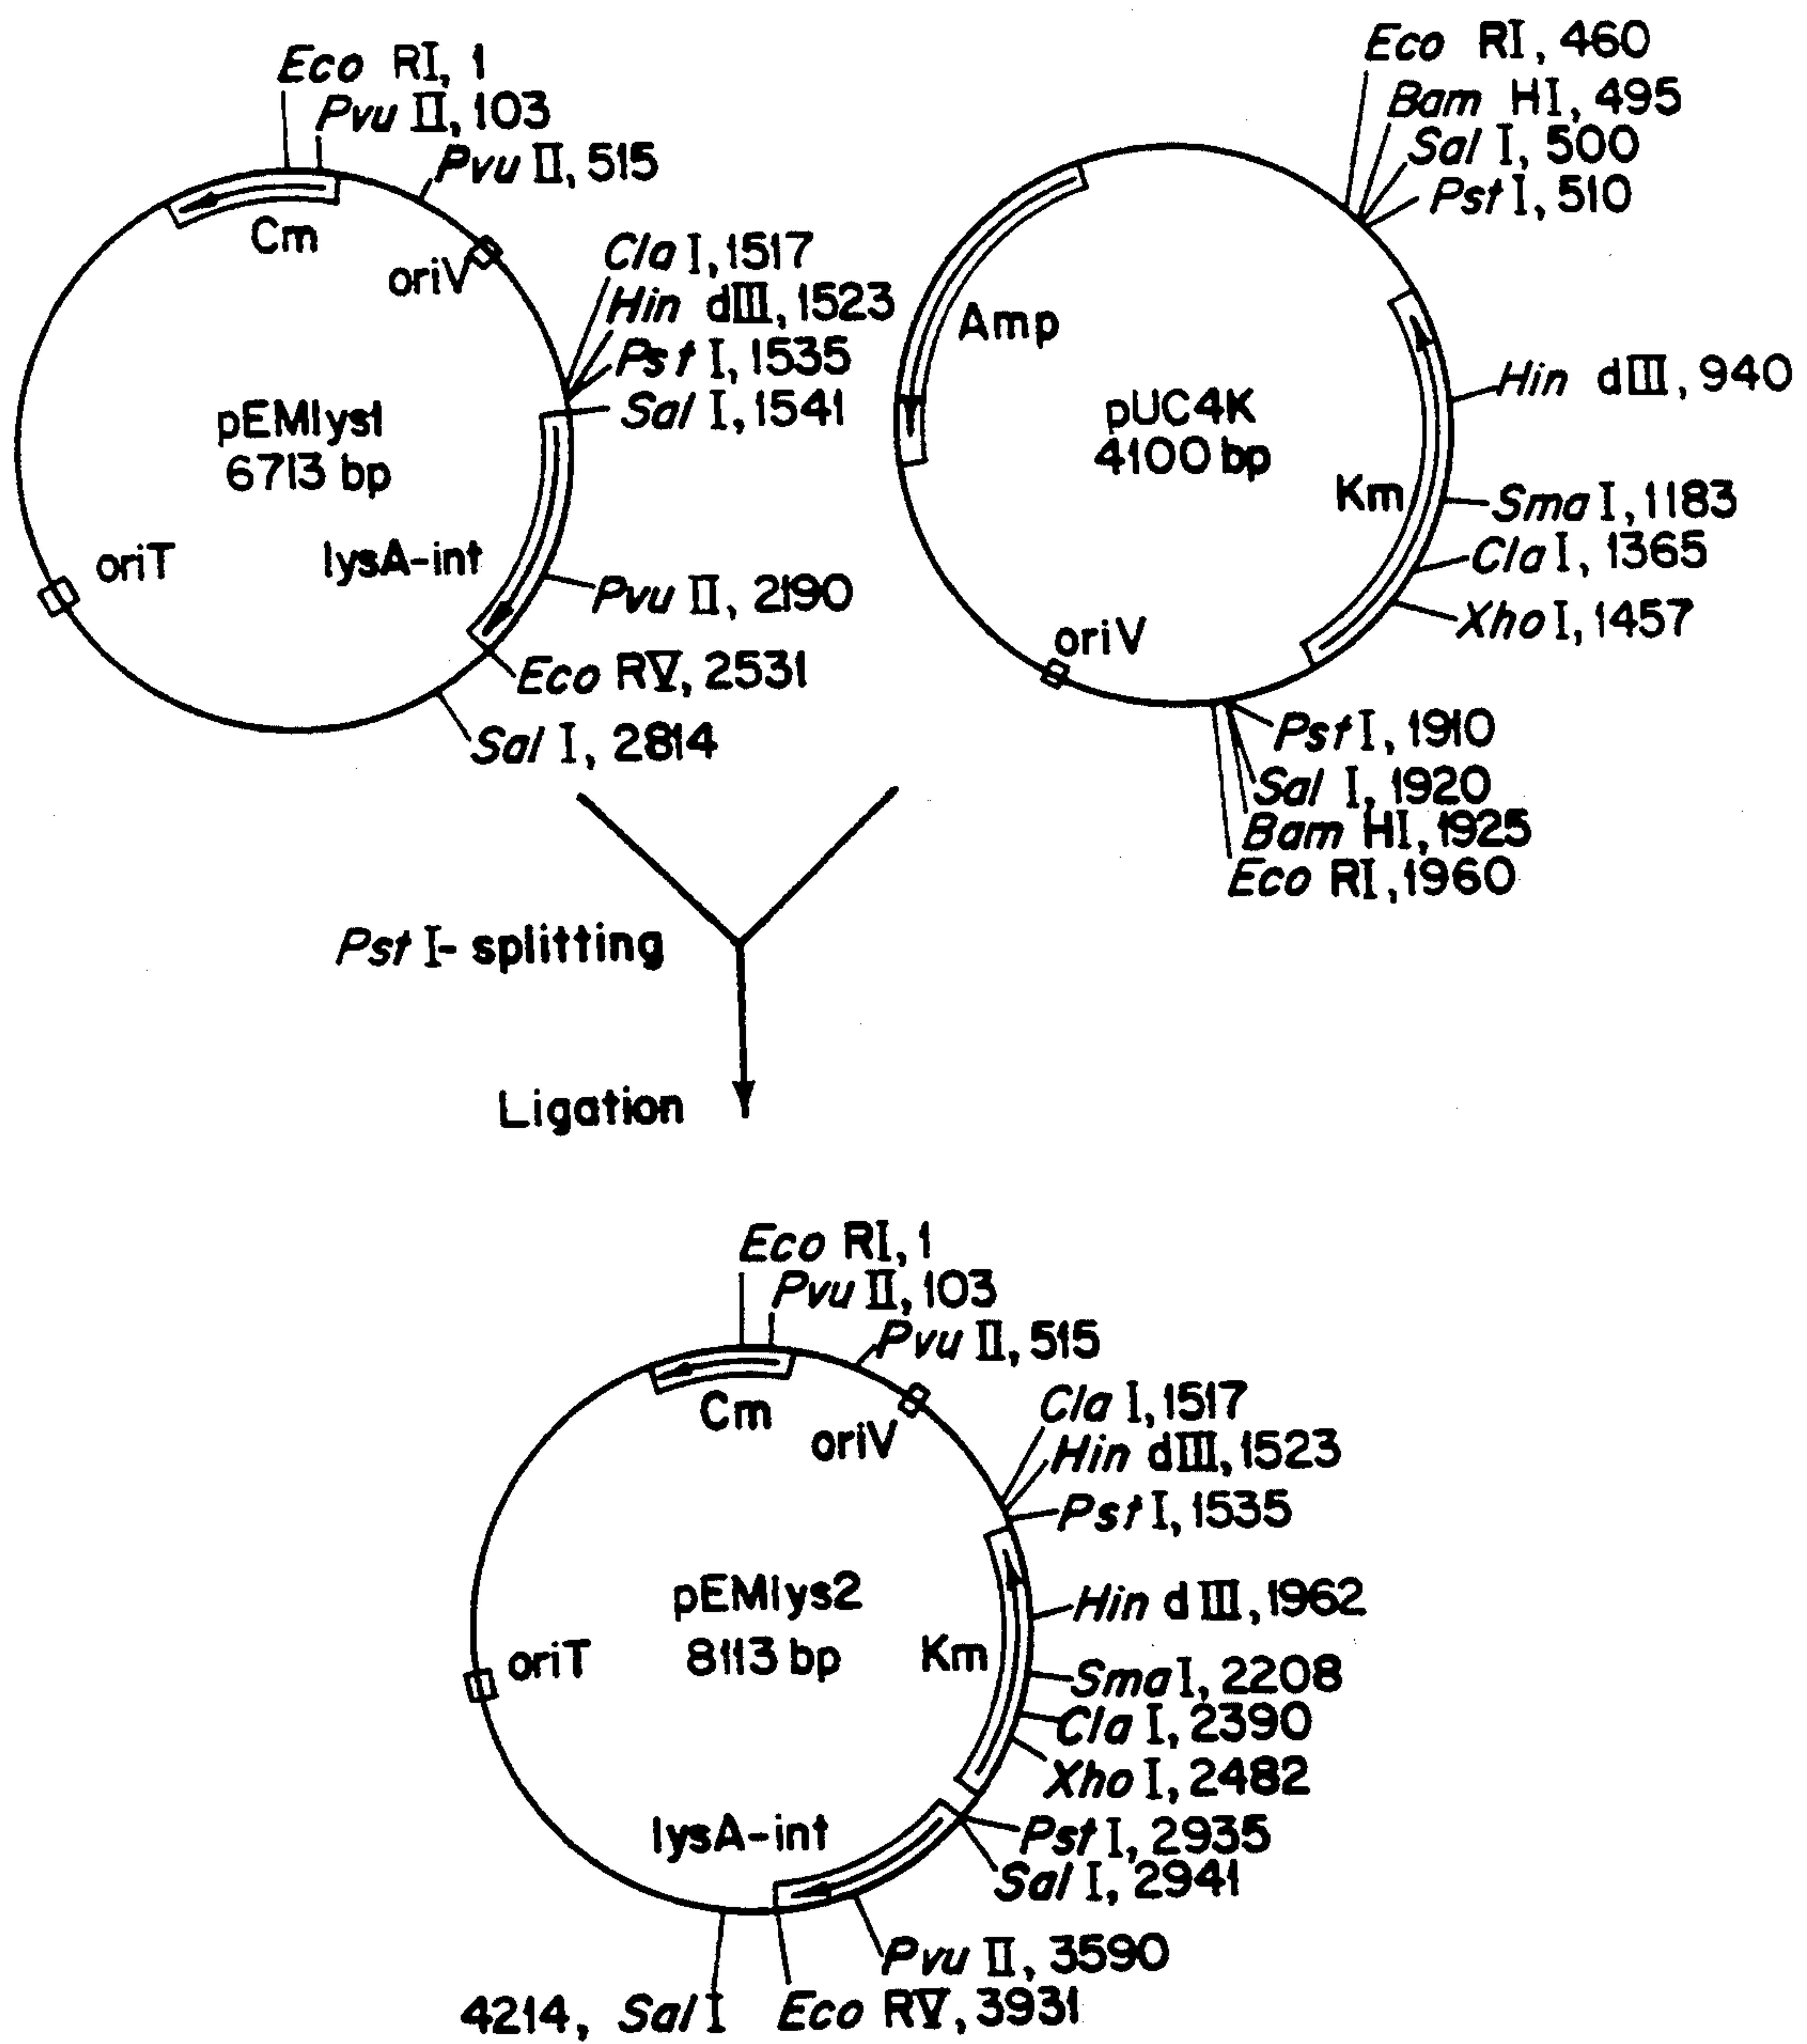 Eco RI, 1
Pvu II, 103
Pvu II, 515
Cm
oriV
Cla I, 1517
Hin dIII, 1523
Pst I, 1535
Sal I, 1541
pEMlys1
6713 bp
oriT
lysA-int
Pvu II, 2190
Eco RV, 2531
Sal I, 2814
Eco RI, 460
Bam HI, 495
Sal I, 500
Pst I, 510
Amp
pUC4K
4100 bp
Hin dIII, 940
Km
Sma I, 1183
Cla I, 1365
Xho I, 1457
oriV
Pst I, 1910
Sal I, 1920
Bam HI, 1925
Eco RI, 1960
Pst I- splitting
Ligation
Eco RI, 1
Pvu II, 103
Pvu II, 515
Cm
oriV
Cla I, 1517
Hin dIII, 1523
Pst I, 1535
pEMlys2
8113 bp
Hin dIII, 1962
oriT
Km
Sma I, 2208
Cla I, 2390
Xho I, 2482
lysA-int
Pst I, 2935
Sal I, 2941
Pvu II, 3590
4214, Sal I
Eco RV, 3931